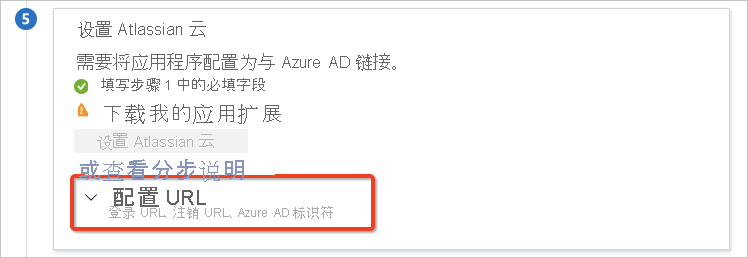 5
设置 Atlassian 云
需要将应用程序配置为与 Azure AD 链接。
填写步骤 1 中的必填字段
下载我的应用扩展
设置 Atlassian 云
或查看分步说明
配置 URL
登录 URL、注销 URL、Azure AD 标识符